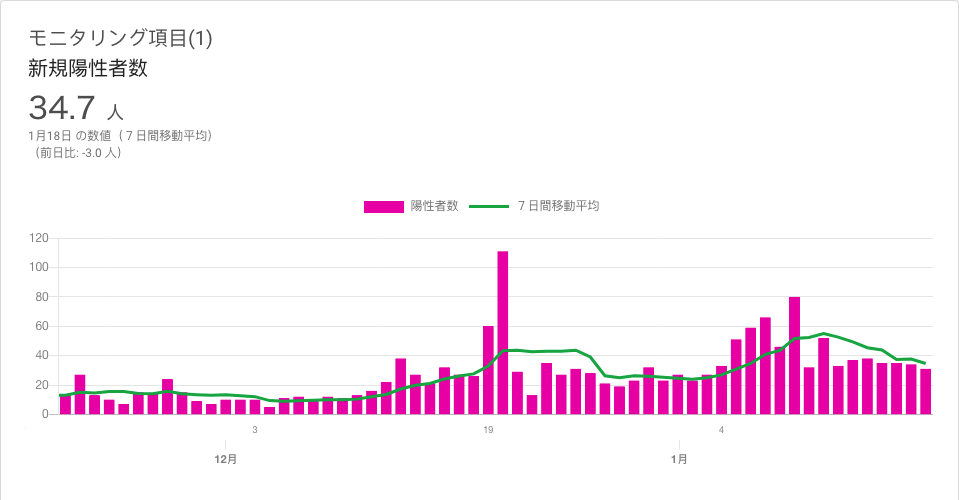 モニタリング項目(1)
新規陽性者数
34.7 人
1月18日 の数値（７日間移動平均）
（前日比: -3.0 人）
陽性者数 ７日間移動平均
120
100
80
60
40
20
0
3 19 4
12月 1月